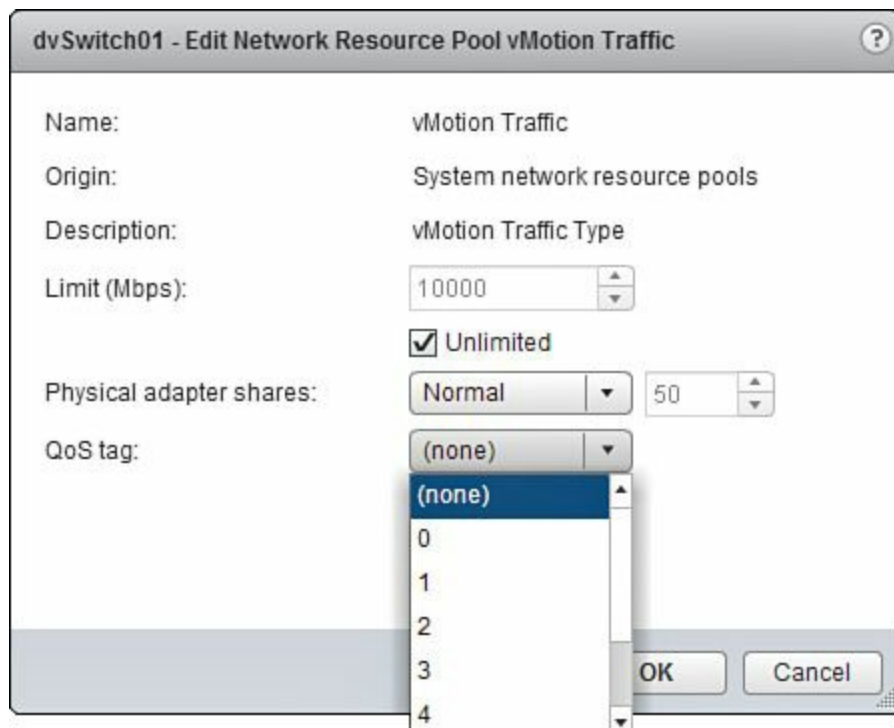 dvSwitch01 - Edit Network Resource Pool vMotion Traffic ?
Name: vMotion Traffic
Origin: System network resource pools
Description: vMotion Traffic Type
Limit (Mbps): 10000
Unlimited
Physical adapter shares: Normal 50
QoS tag: (none)
(none)
0
1
2
3
4
OK Cancel